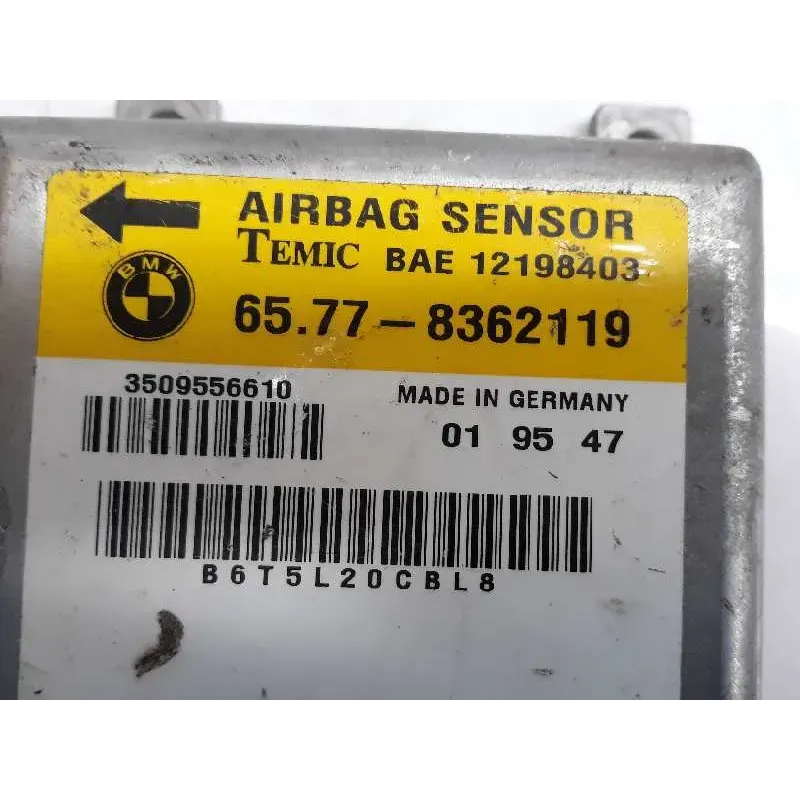 AIRBAG SENSOR
TEMIC BAE 12198403
BMW
65.77-8362119
3509556610
MADE IN GERMANY
01 95 47
B6T5L20CBL8